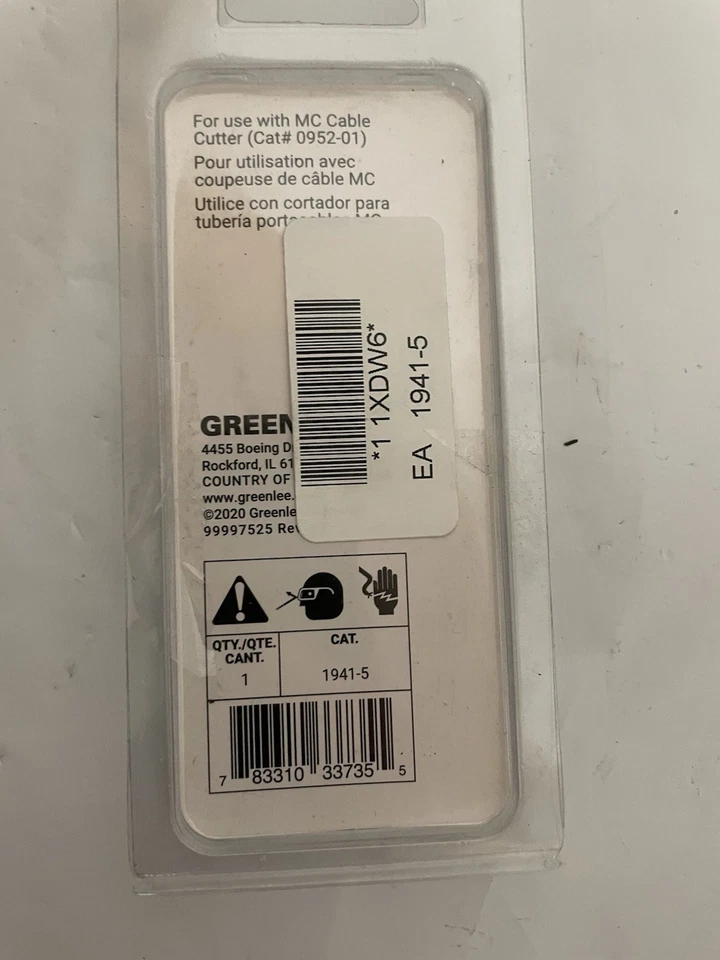 For use with MC Cable
Cutter (Cat# 0952-01)
Pour utilisation avec
coupeuse de câble MC
Utilice con cortador para
tubería MC
*1 1XDW6*
EA 1941-5
GREEN
4455 Boeing
Rockford, IL 61
COUNTRY OF
www.greenlee.
©2020 Greenle
99997525 Rev
QTY./QTE.
CANT.
CAT.
1
1941-5
7 83310 33735 5